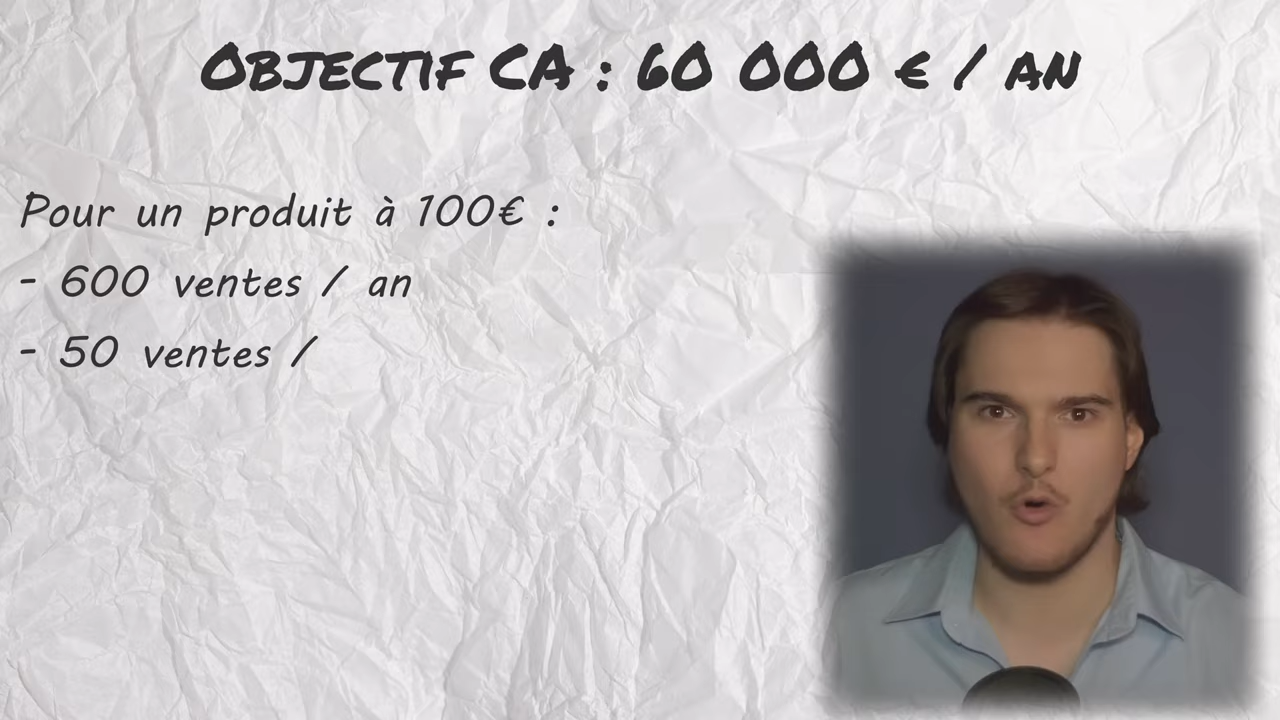 OBJECTIF CA : 60 000 € / AN
Pour un produit à 100€ :
- 600 ventes / an
- 50 ventes /